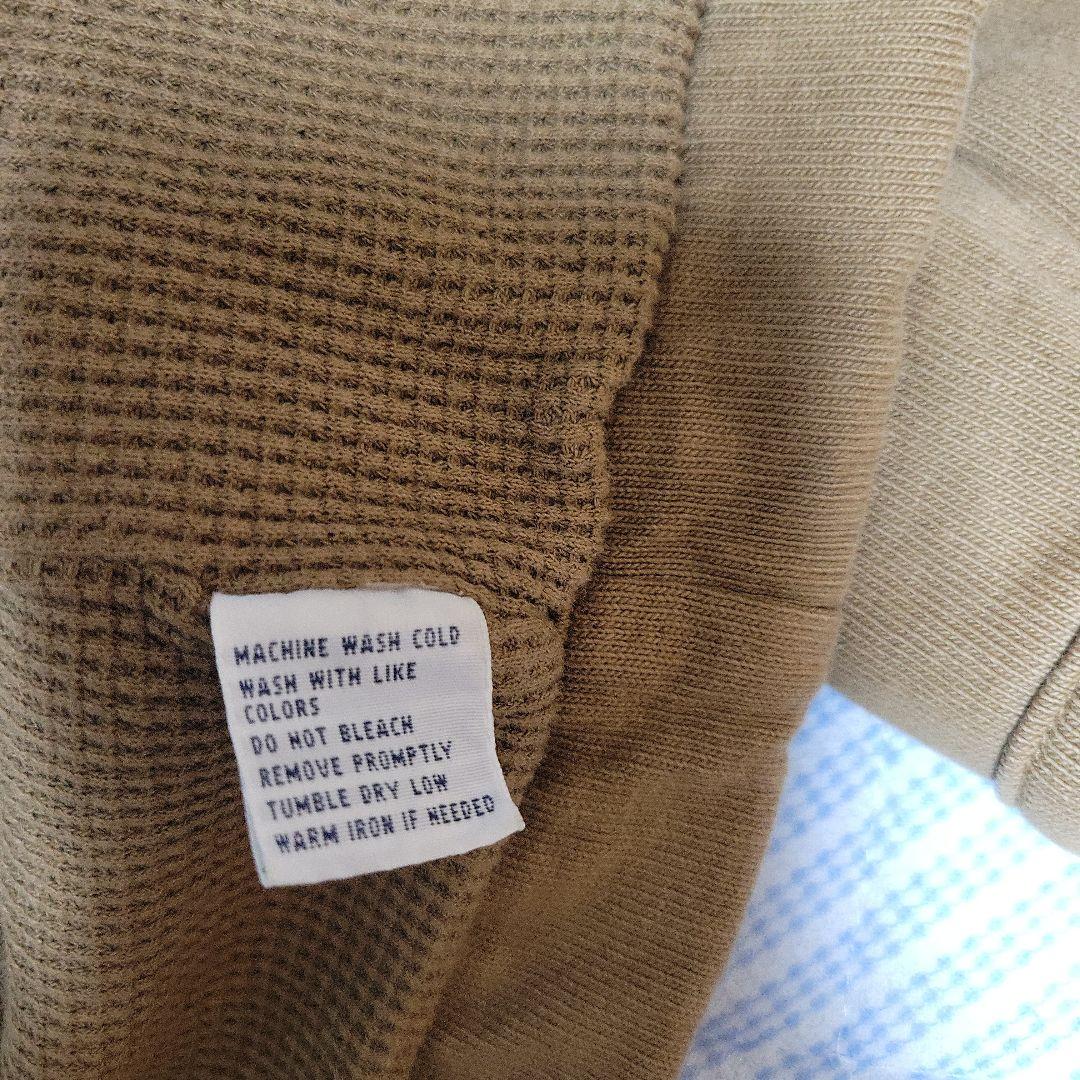 MACHINE WASH COLD
WASH WITH LIKE
COLORS
DO NOT BLEACH
REMOVE PROMPTLY
TUMBLE DRY LOW
WARM IRON IF NEEDED